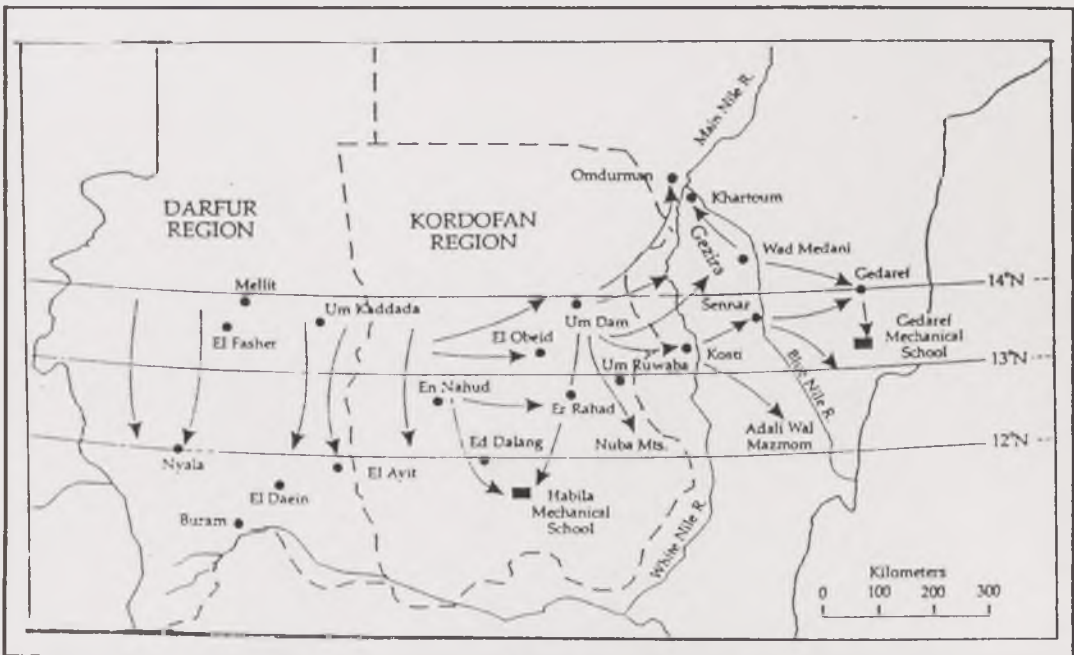 Main Nile R.
Omdurman
Khartoum
DARFUR
REGION
KORDOFAN
REGION
Gezira
Wad Medani
Gedaref
14°N
Mellit
Um Kaddada
El Fasher
El Obeid
Um Dam
Sennar
Gedaref
Mechanical
School
Kosti
13°N
Um Ruwaba
Blue Nile R.
En Nahud
Er Rahad
Adali Wal
Mazmom
12°N
Nyala
Ed Dalang
Nuba Mts.
El Ayit
El Daein
Habila
Mechanical
School
Buram
White Nile R.
Kilometers
0 100 200 300